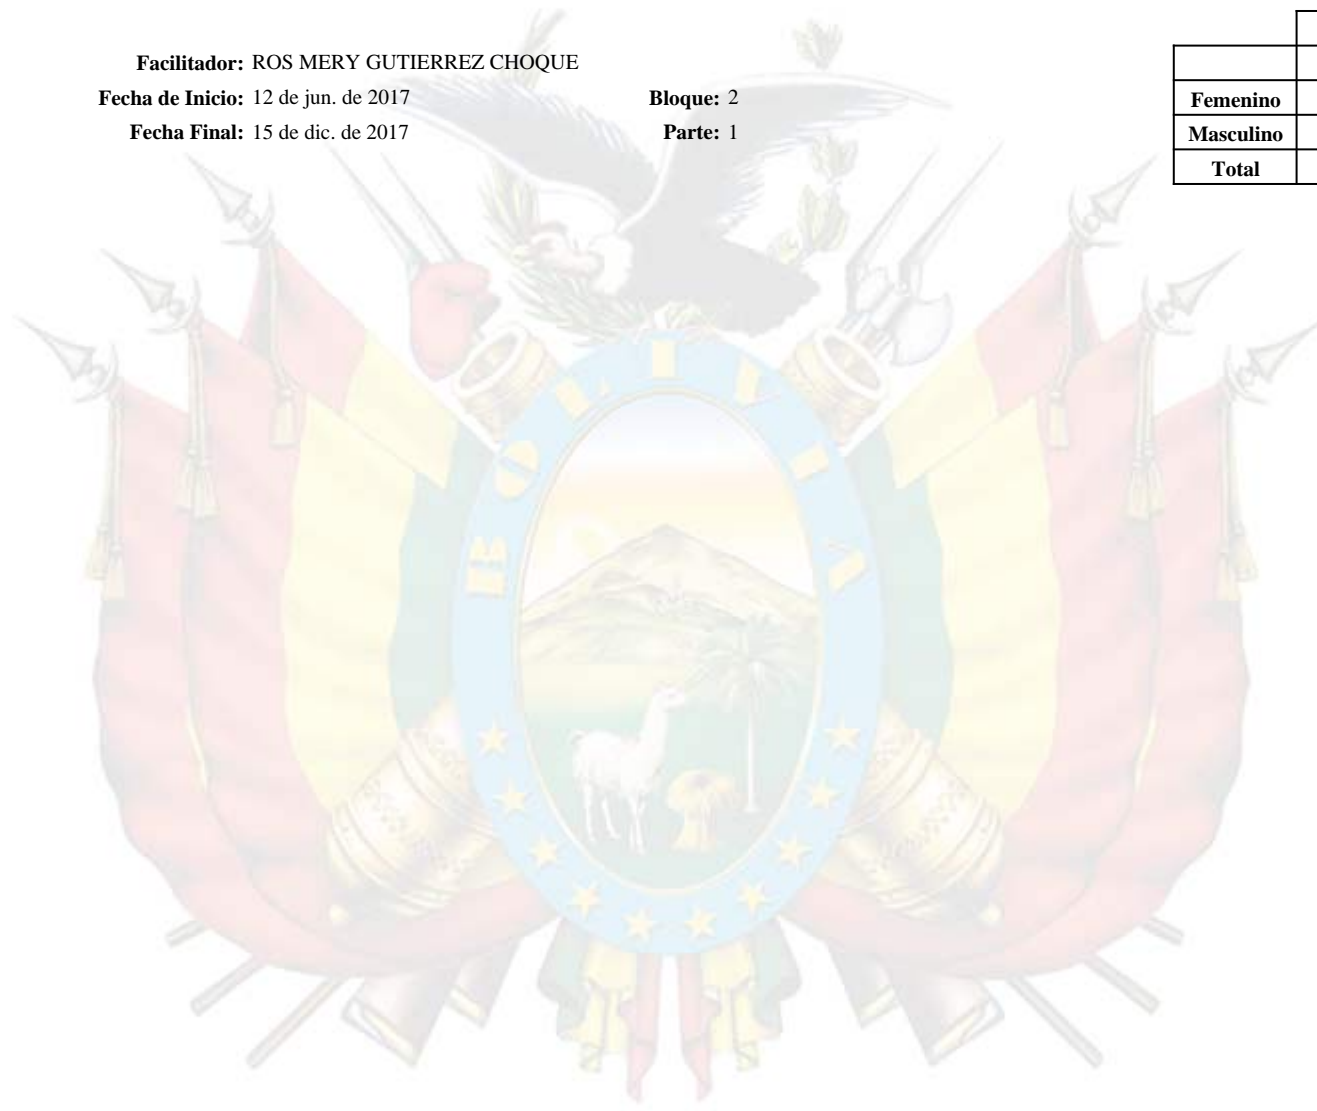 Facilitador: ROS MERY GUTIERREZ CHOQUE
Fecha de Inicio: 12 de jun. de 2017 Bloque: 2
Fecha Final: 15 de dic. de 2017 Parte: 1
Femenino
Masculino
Total
BOLIVIA